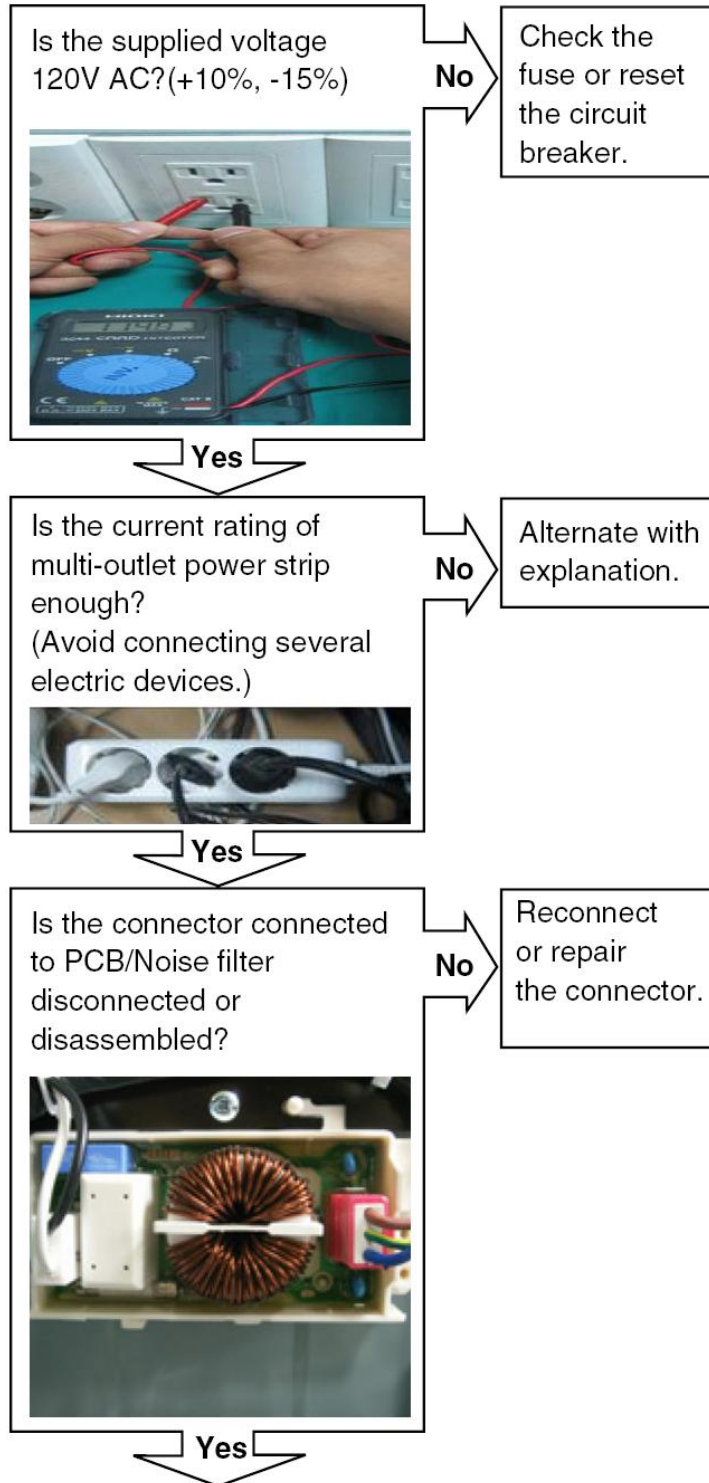 Is the supplied voltage
120V AC?(+10%, -15%)
No
Check the
fuse or reset
the circuit
breaker.
HIOKI
OFF
Yes
Is the current rating of
multi-outlet power strip
enough?
(Avoid connecting several
electric devices.)
No
Alternate with
explanation.
Yes
Is the connector connected
to PCB/Noise filter
disconnected or
disassembled?
No
Reconnect
or repair
the connector.
Yes